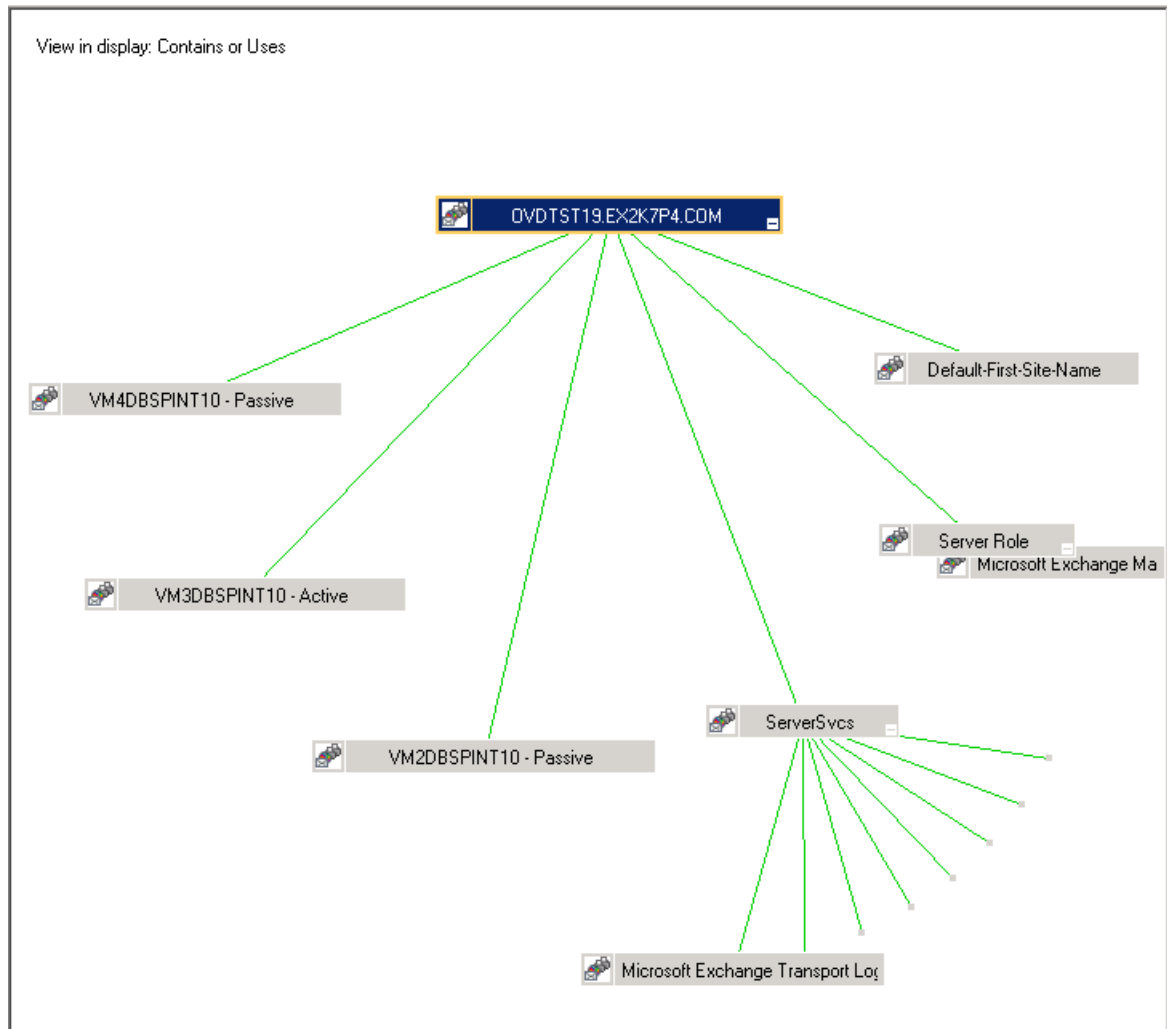 View in display: Contains or Uses
OVDTST19.EX2K7P4.COM
Default-First-Site-Name
VM4DBSPINT10 - Passive
Server Role
Microsoft Exchange Ma
VM3DBSPINT10 - Active
ServerSvcs
VM2DBSPINT10 - Passive
Microsoft Exchange Transport Log